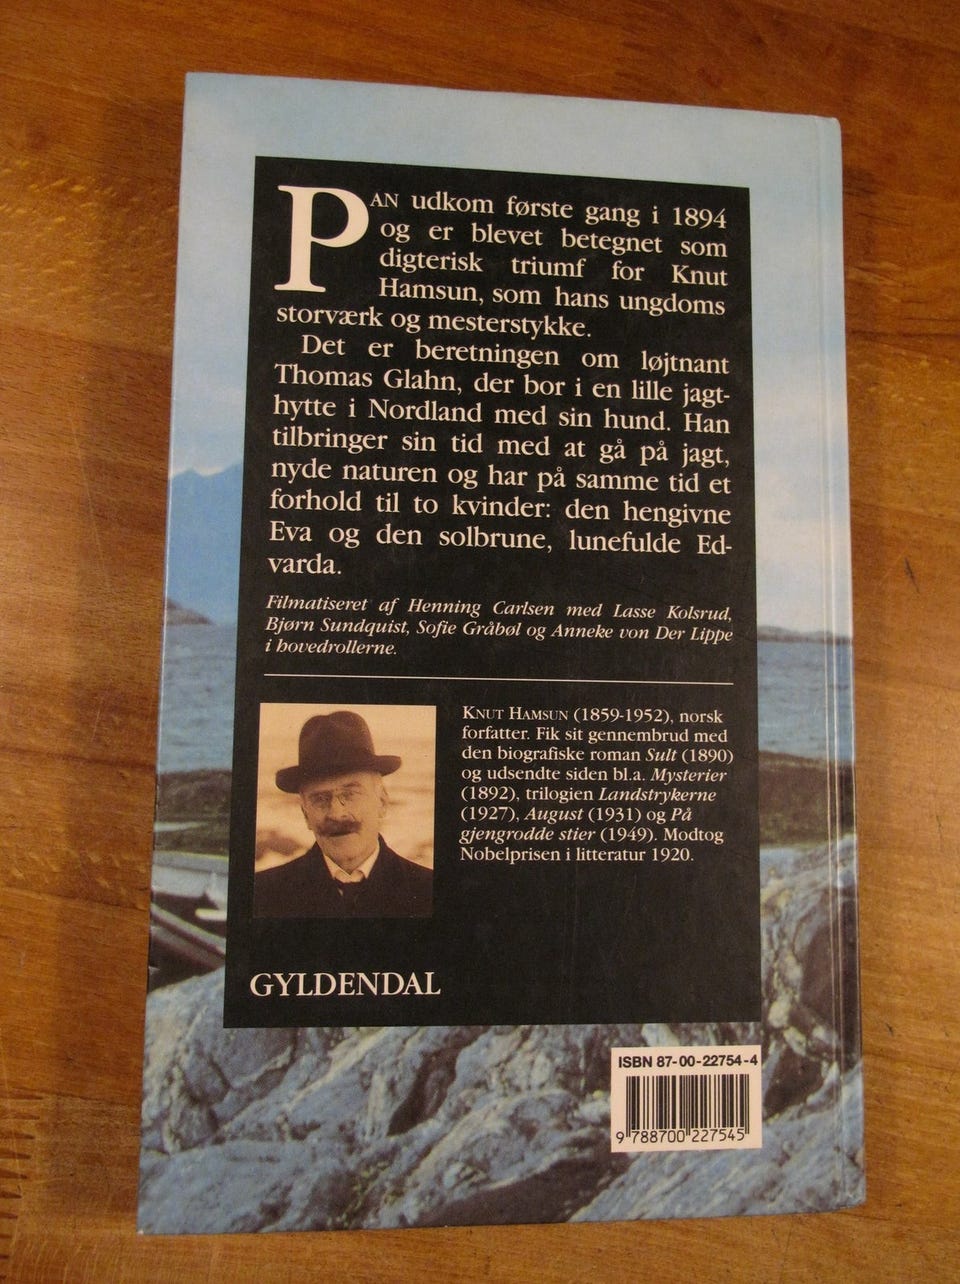 PAN udkom første gang i 1894
og er blevet betegnet som
digterisk triumf for Knut
Hamsun, som hans ungdoms
storværk og mesterstykke.
Det er beretningen om løjtnant
Thomas Glahn, der bor i en lille jagt-
hytte i Nordland med sin hund. Han
tilbringer sin tid med at gå på jagt,
nyde naturen og har på samme tid et
forhold til to kvinder: den hengivne
Eva og den solbrune, lunefulde Ed-
varda.
Filmatiseret af Henning Carlsen med Lasse Kolsrud,
Bjørn Sundquist, Sofie Gråbøl og Anneke von Der Lippe
i hovedrollerne.
KNUT HAMSUN (1859-1952), norsk
forfatter. Fik sit gennembrud med
den biografiske roman Sult (1890)
og udsendte siden bl.a. Mysterier
(1892), trilogien Landstrykerne
(1927), August (1931) og På
gjengrodde stier (1949). Modtog
Nobelprisen i litteratur 1920.
GYLDENDAL
ISBN 87-00-22754-4
9 788700 227545